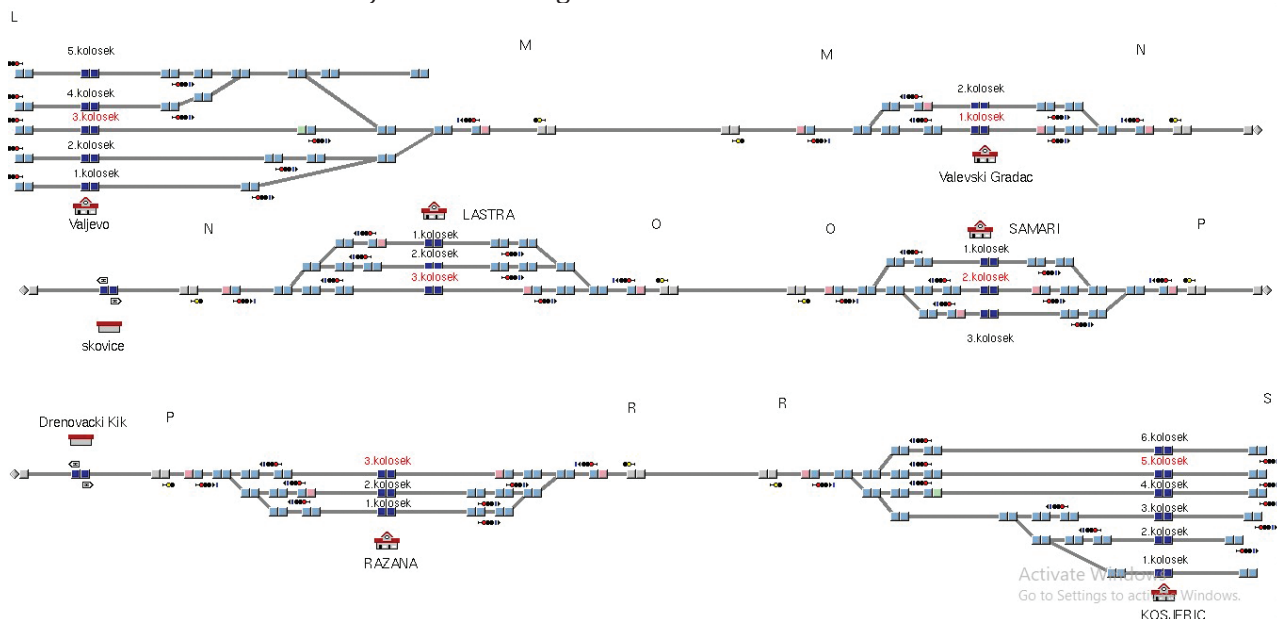 L
5.kolosek
M
M
N
4.kolosek
2.kolosek
3.kolosek
1.kolosek
2.kolosek
1.kolosek
Valjevo
Valevski Gradac
N
LASTRA
O
O
SAMARI
P
1.kolosek
1.kolosek
2.kolosek
3.kolosek
2.kolosek
skovice
3.kolosek
Drenovacki Kik
P
R
R
S
3.kolosek
2.kolosek
1.kolosek
RAZANA
6.kolosek
5.kolosek
4.kolosek
3.kolosek
2.kolosek
1.kolosek
KOSJERIC
Activate Windows
Go to Settings to activate Windows.